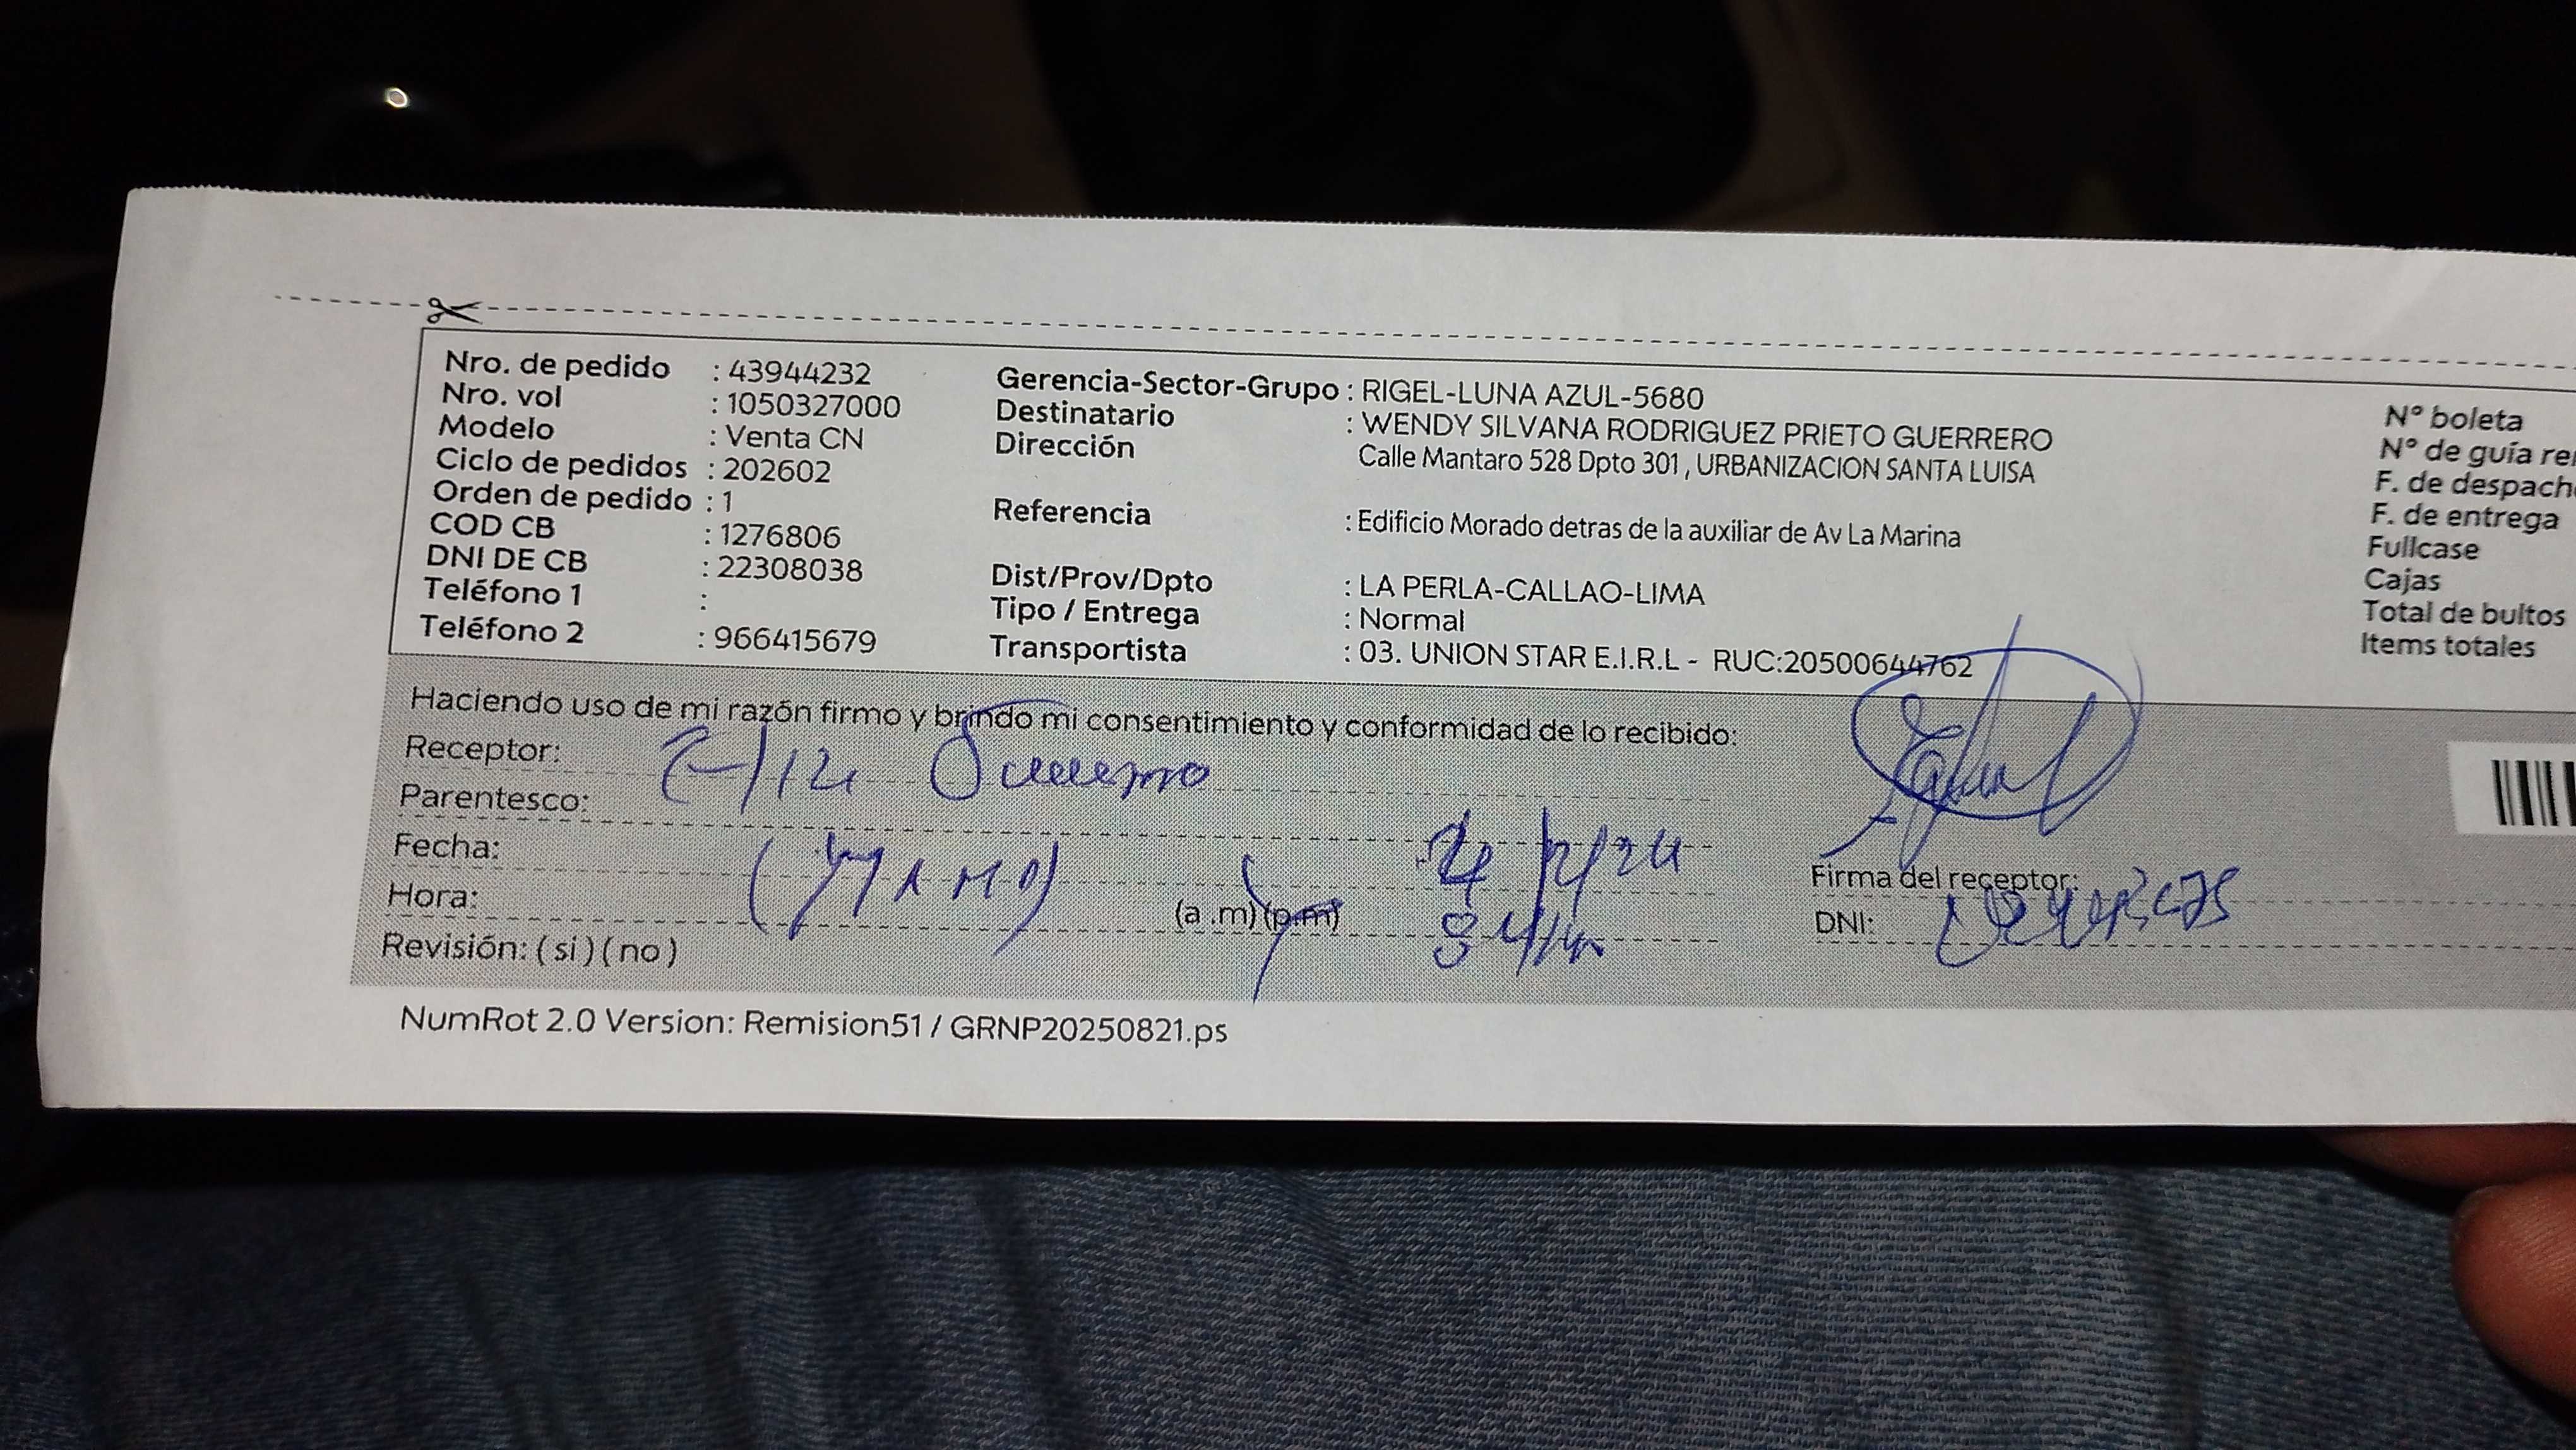 Nro. de pedido : 43944232
Nro. vol : 1050327000
Modelo : Venta CN
Ciclo de pedidos : 202602
Orden de pedido : 1
COD CB : 1276806
DNI DE CB : 22308038
Teléfono 1 :
Teléfono 2 : 966415679
Gerencia-Sector-Grupo : RIGEL-LUNA AZUL-5680
Destinatario : WENDY SILVANA RODRIGUEZ PRIETO GUERRERO
Dirección Calle Mantaro 528 Dpto 301 , URBANIZACION SANTA LUISA
Referencia : Edificio Morado detras de la auxiliar de Av La Marina
Dist/Prov/Dpto : LA PERLA-CALLAO-LIMA
Tipo / Entrega : Normal
Transportista : 03. UNION STAR E.I.R.L - RUC:20500644762
N° boleta
N° de guía
F. de
F. de entrega
Fullcase
Cajas
Total de bultos
Items totales
Haciendo uso de mi razón firmo y brindo mi consentimiento y conformidad de lo recibido:
Receptor:
Parentesco:
Fecha:
Hora: (a .m) (p.m)
Revisión: ( si ) ( no )
Firma del receptor:
DNI:
NumRot 2.0 Version: Remision51 / GRNP20250821.ps